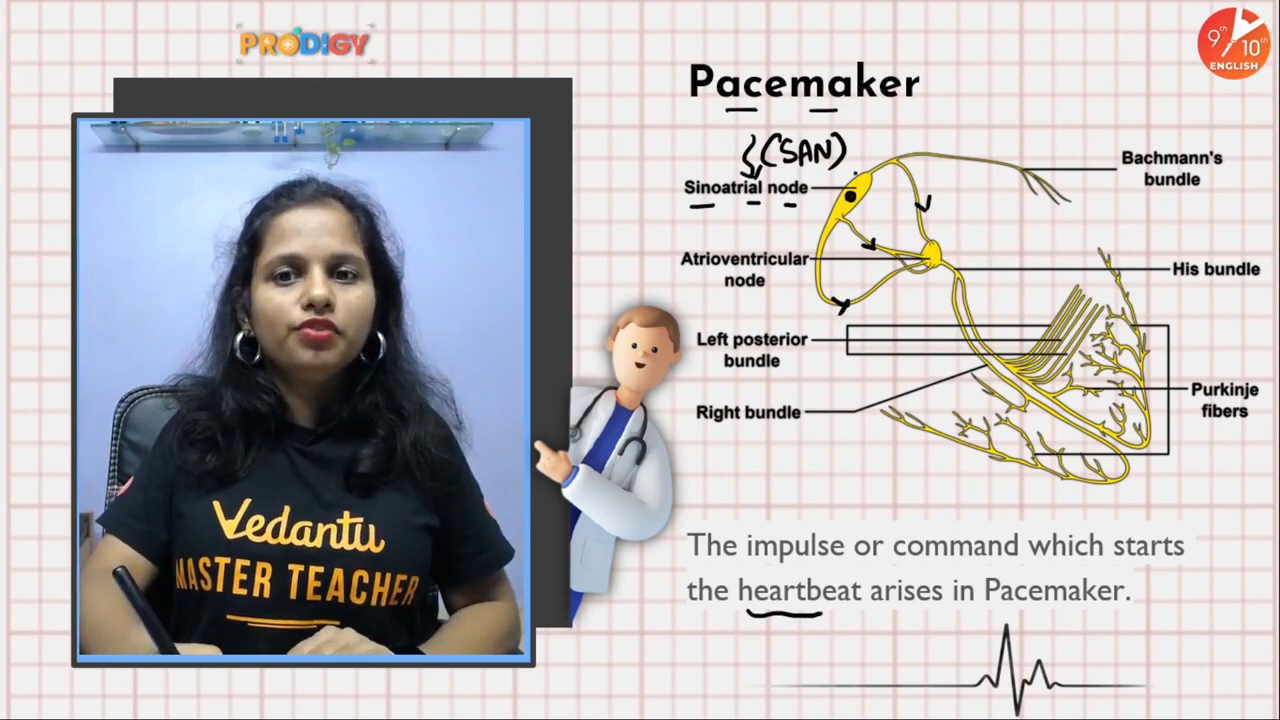 PRODIGY
9th 10th
ENGLISH
Pacemaker
(SAN)
Sinoatrial node
Bachmann's
bundle
Atrioventricular
node
His bundle
Left posterior
bundle
Right bundle
Purkinje
fibers
Vedantu
MASTER TEACHER
The impulse or command which starts
the heartbeat arises in Pacemaker.